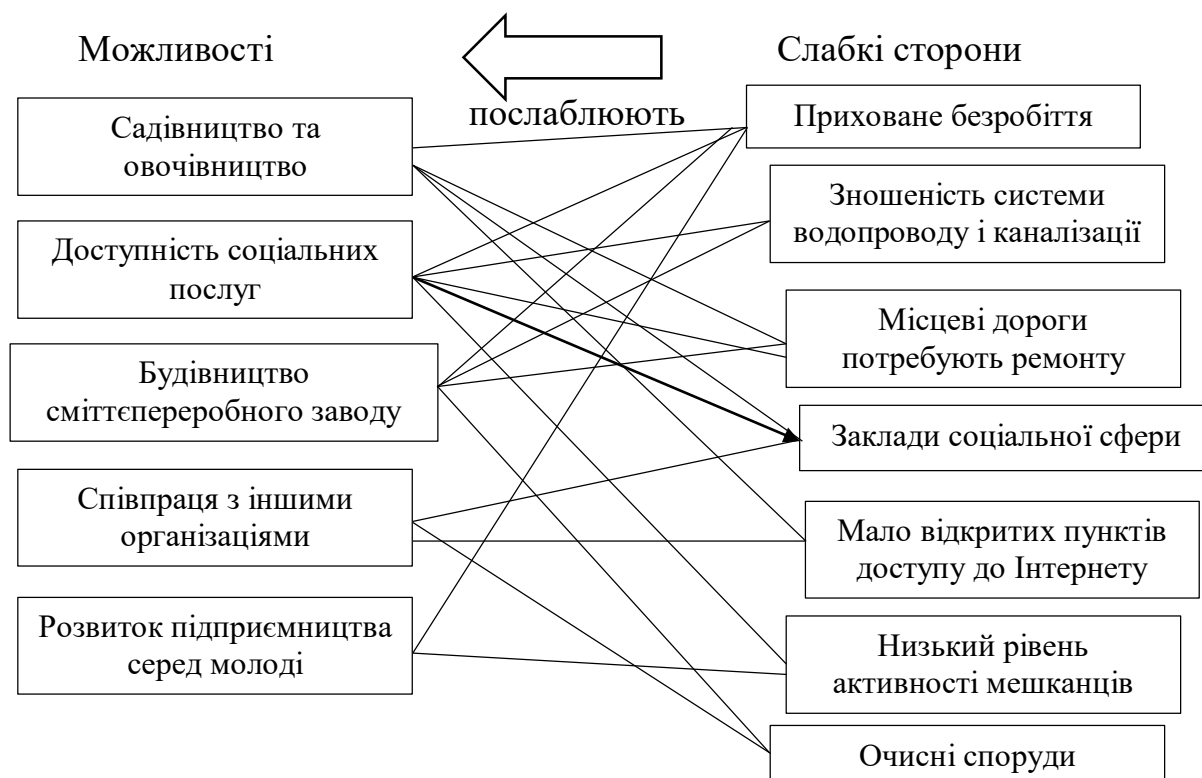 Можливості
Слабкі сторони
послаблюють
Садівництво та
овочівництво
Доступність соціальних
послуг
Будівництво
сміттєпереробного заводу
Співпраця з іншими
організаціями
Розвиток підприємництва
серед молоді
Приховане безробіття
Зношеність системи
водопроводу і каналізації
Місцеві дороги
потребують ремонту
Заклади соціальної сфери
Мало відкритих пунктів
доступу до Інтернету
Низький рівень
активності мешканців
Очисні споруди